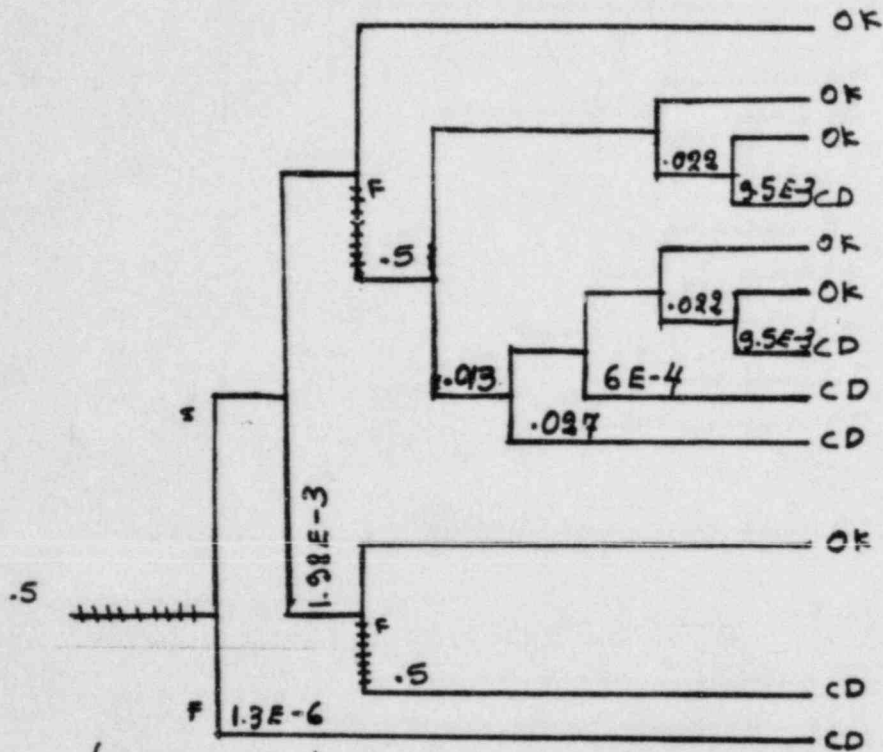 OK
OK
OK
.022
9.5E-3 CD
F
.5
OK
OK
.022
9.5E-3 CD
.013
6E-4
CD
.027
CD
S
1.98E-3
OK
.5
F
.5
CD
F
1.3E-6
CD